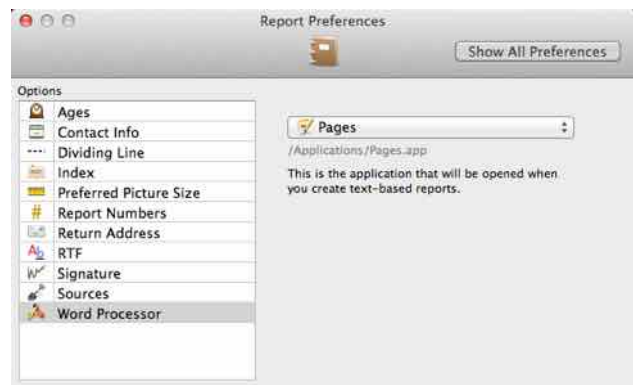 Report Preferences
Show All Preferences
Options
Ages
Contact Info
Dividing Line
Index
Preferred Picture Size
# Report Numbers
Return Address
Ab RTF
Signature
Sources
Word Processor
Pages
/Applications/Pages.app
This is the application that will be opened when
you create text-based reports.